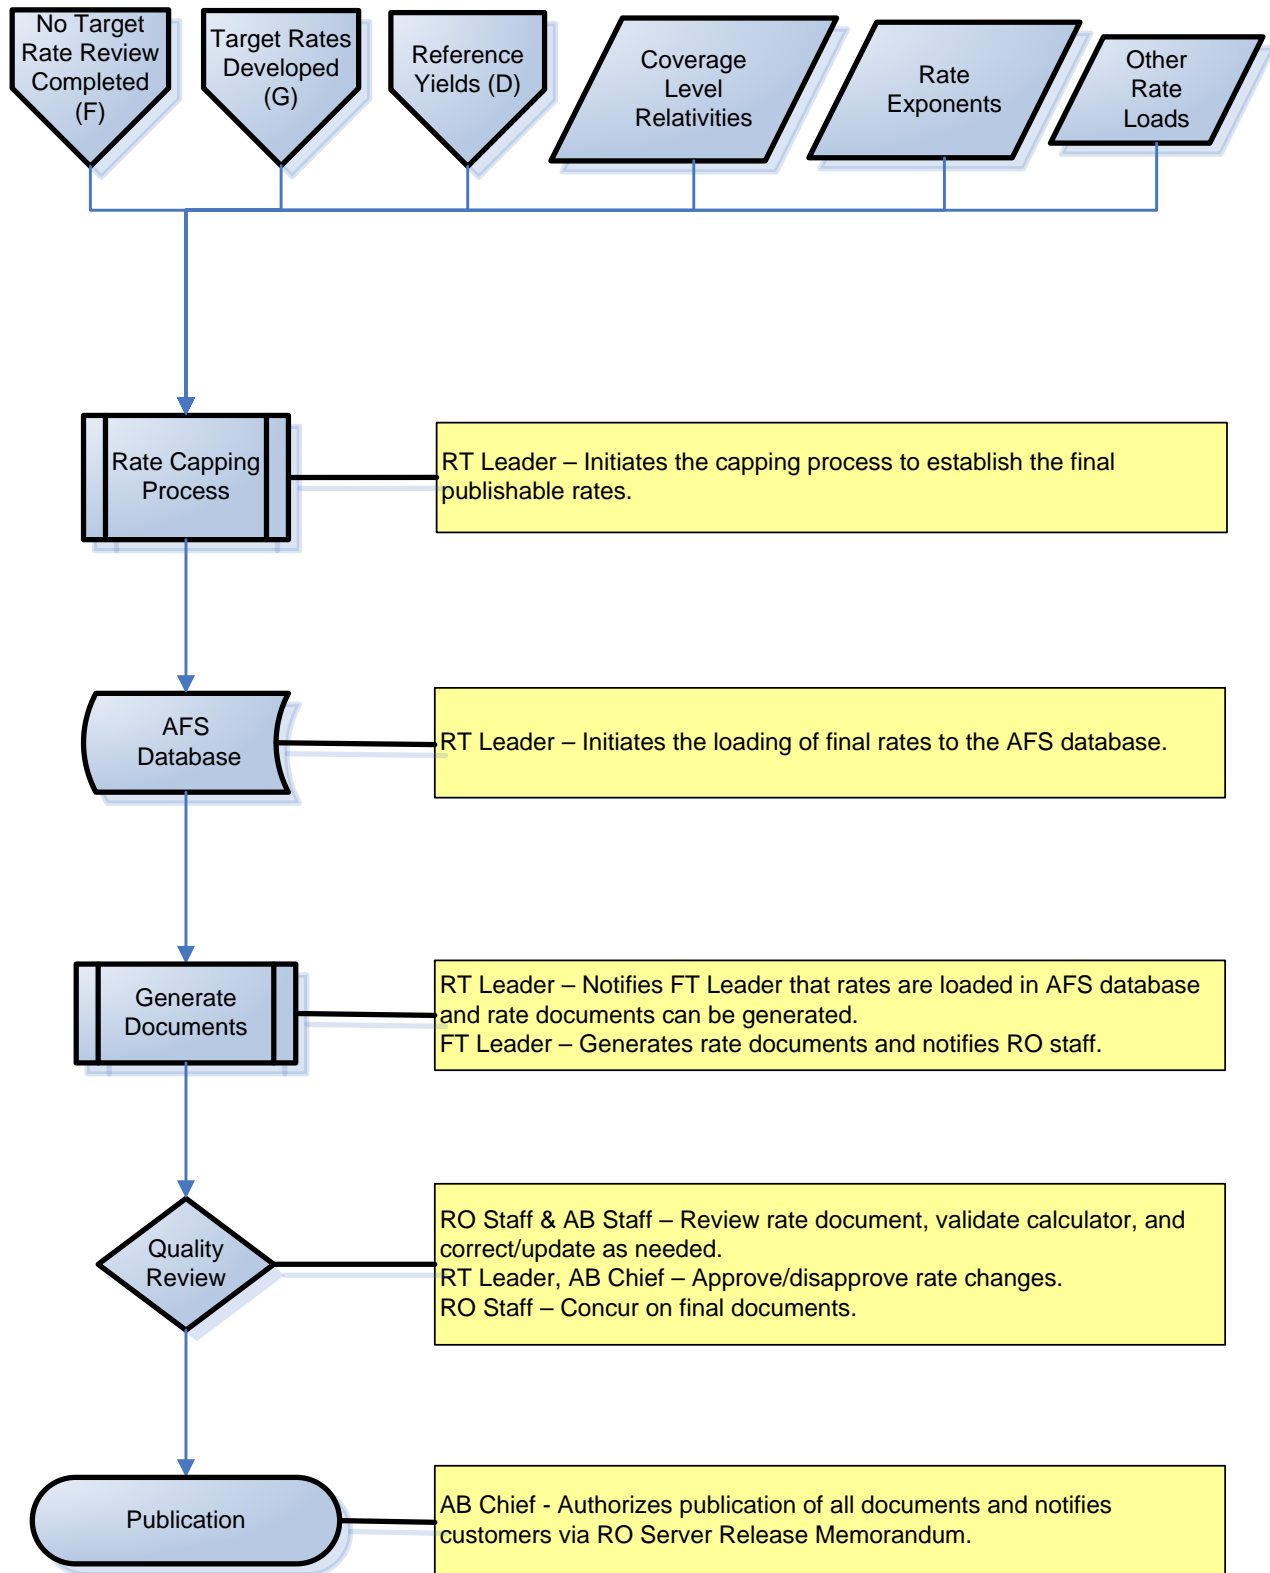 No Target
Rate Review
Completed
(F)
Target Rates
Developed
(G)
Reference
Yields (D)
Coverage
Level
Relativities
Rate
Exponents
Other
Rate
Loads
Rate Capping
Process
RT Leader – Initiates the capping process to establish the final
publishable rates.
AFS
Database
RT Leader – Initiates the loading of final rates to the AFS database.
Generate
Documents
RT Leader – Notifies FT Leader that rates are loaded in AFS database
and rate documents can be generated.
FT Leader – Generates rate documents and notifies RO staff.
Quality
Review
RO Staff & AB Staff – Review rate document, validate calculator, and
correct/update as needed.
RT Leader, AB Chief – Approve/disapprove rate changes.
RO Staff – Concur on final documents.
Publication
AB Chief - Authorizes publication of all documents and notifies
customers via RO Server Release Memorandum.